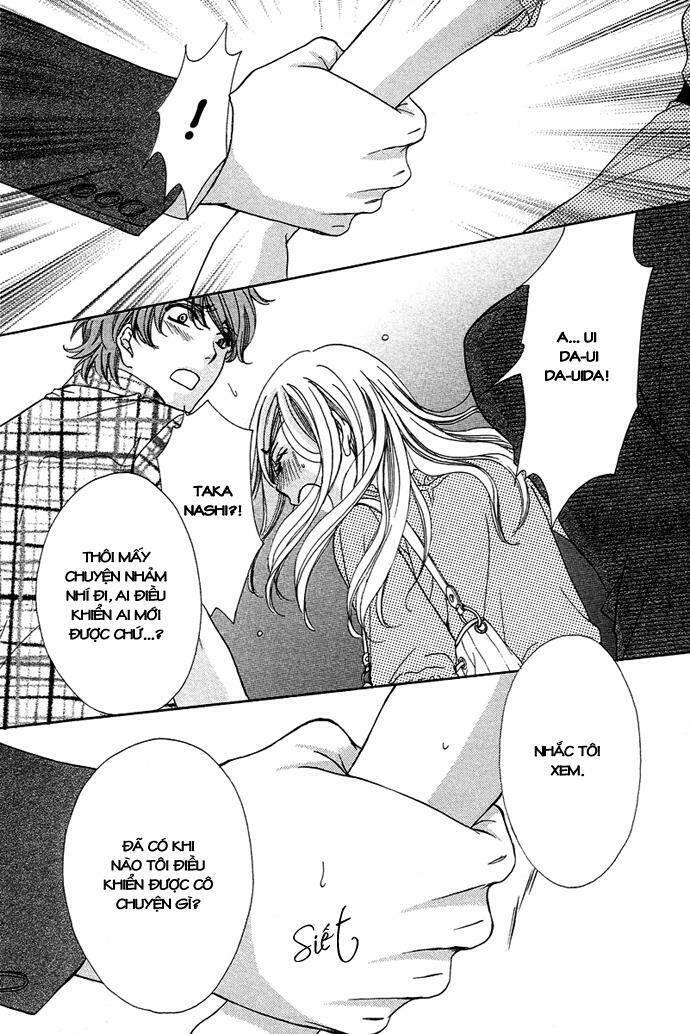 !
A... UI
DA-UI
DA-UIDA!
TAKA
NASHI?!
THÔI MẤY
CHUYỆN NHẢM
NHÍ ĐI, AI ĐIỀU
KHIỂN AI MỚI
ĐƯỢC CHỨ...?
NHẮC TÔI
XEM.
ĐÃ CÓ KHI
NÀO TÔI ĐIỀU
KHIỂN ĐƯỢC CÔ
CHUYỆN GÌ?
Siết